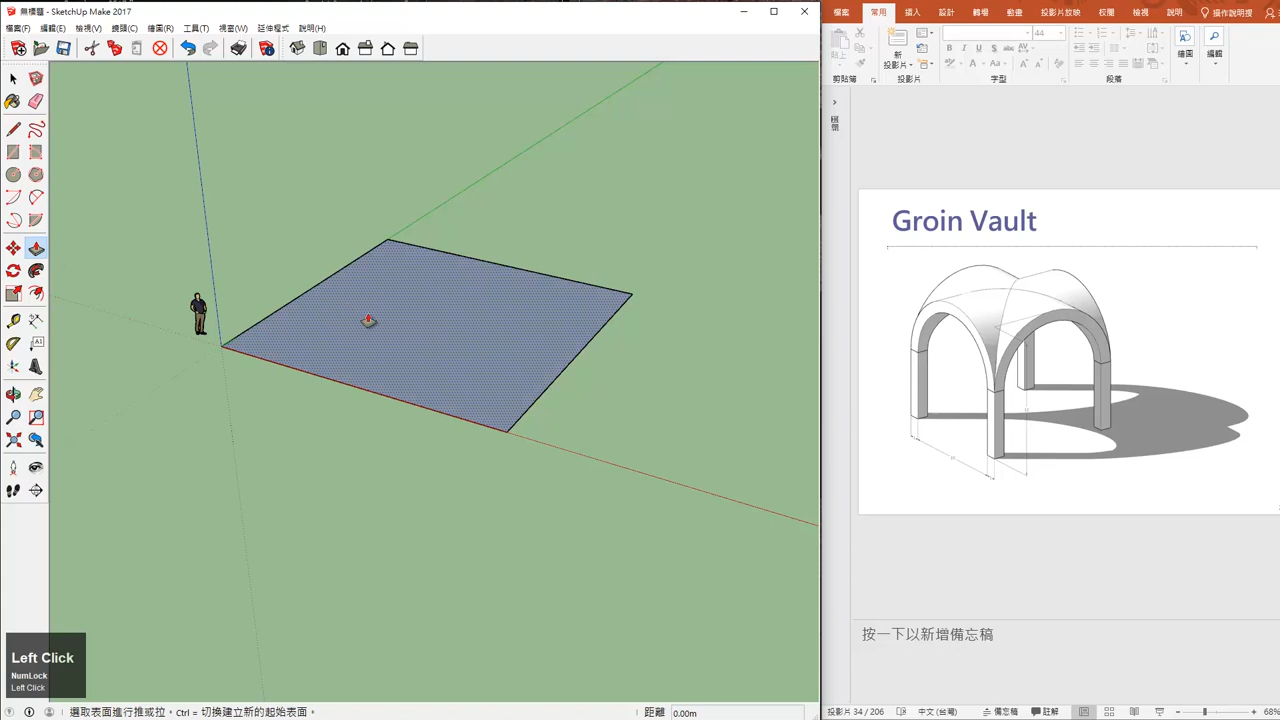 無標題 - SketchUp Make 2017
檔案(F) 編輯(E) 檢視(V) 鏡頭(C) 繪圖(R) 工具(T) 視窗(W) 延伸程式 說明(H)
檔案 常用 插入 設計 轉場 動畫 投影片放映 校閱 檢視 說明 操作說明搜
新
投影片
44
繪圖
編輯
剪貼簿
投影片
字型
段落
Groin Vault
按一下以新增備忘稿
Left Click
NumLock
Left Click
選取表面進行推或拉。Ctrl = 切換建立新的起始表面。
距離 0.00m
投影片 34 / 206
中文 (台灣)
備忘稿
註解
68%